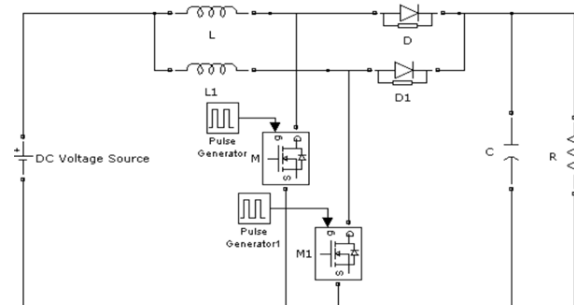 L
D
L1
D1
Pulse
Generator
g
D
M
S
DC Voltage Source
+
C
R
Pulse
Generator1
g
D
M1
S